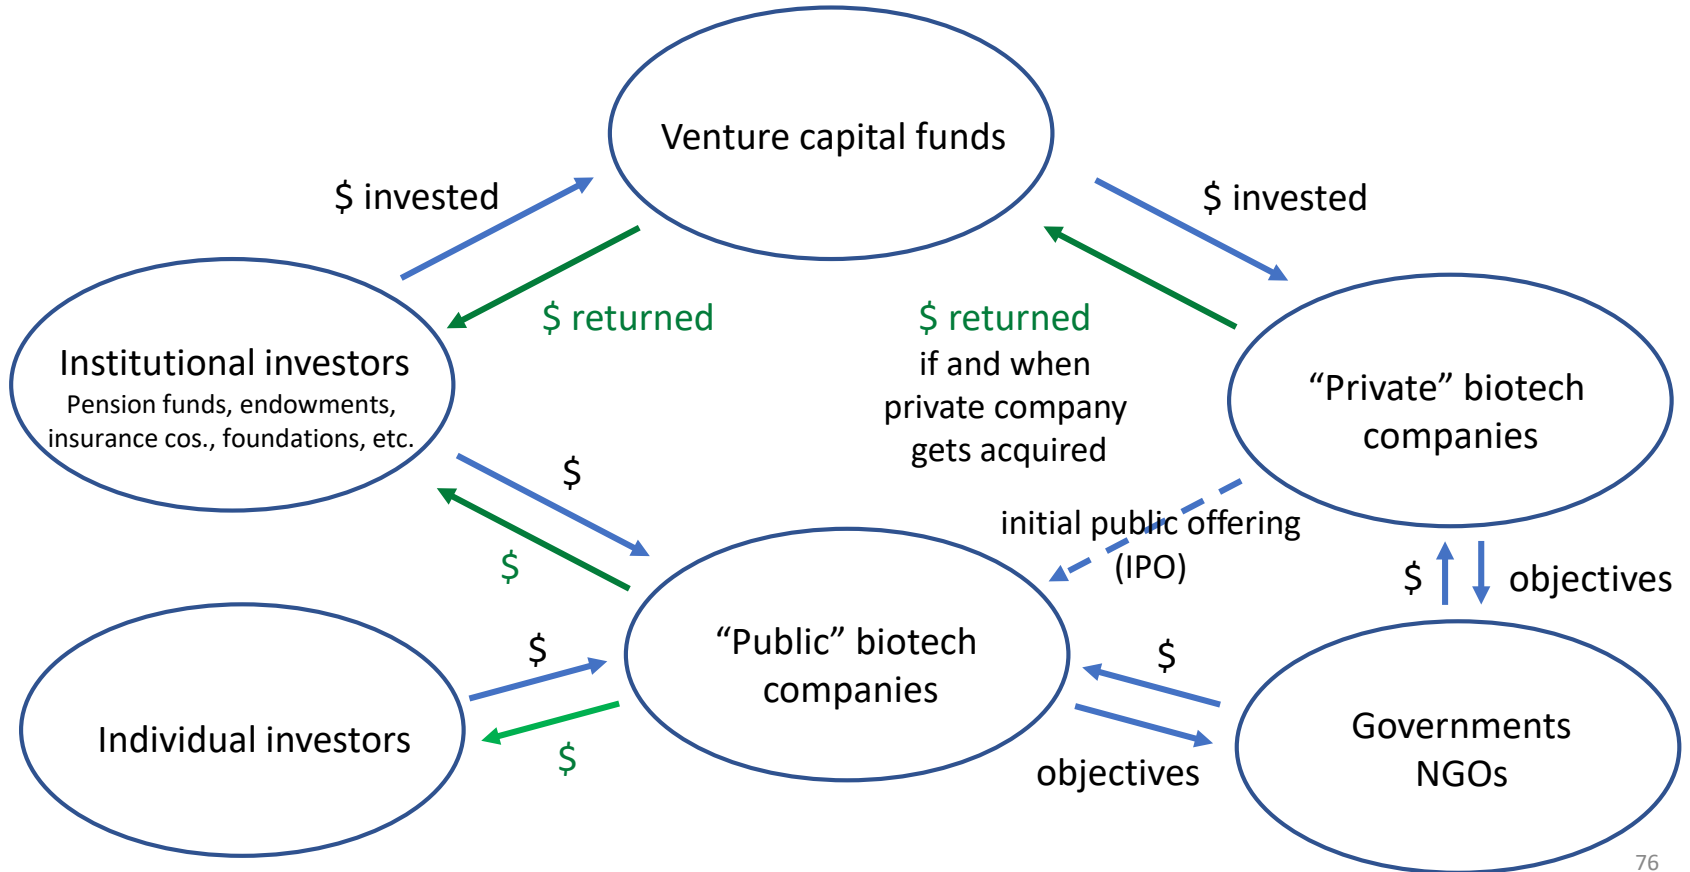 Venture capital funds
$ invested
$ invested
$ returned
$ returned
if and when
private company
gets acquired
Institutional investors
Pension funds, endowments,
insurance cos., foundations, etc.
“Private” biotech
companies
$
$
initial public offering
(IPO)
$
objectives
“Public” biotech
companies
$
$
$
objectives
Individual investors
Governments
NGOs
76